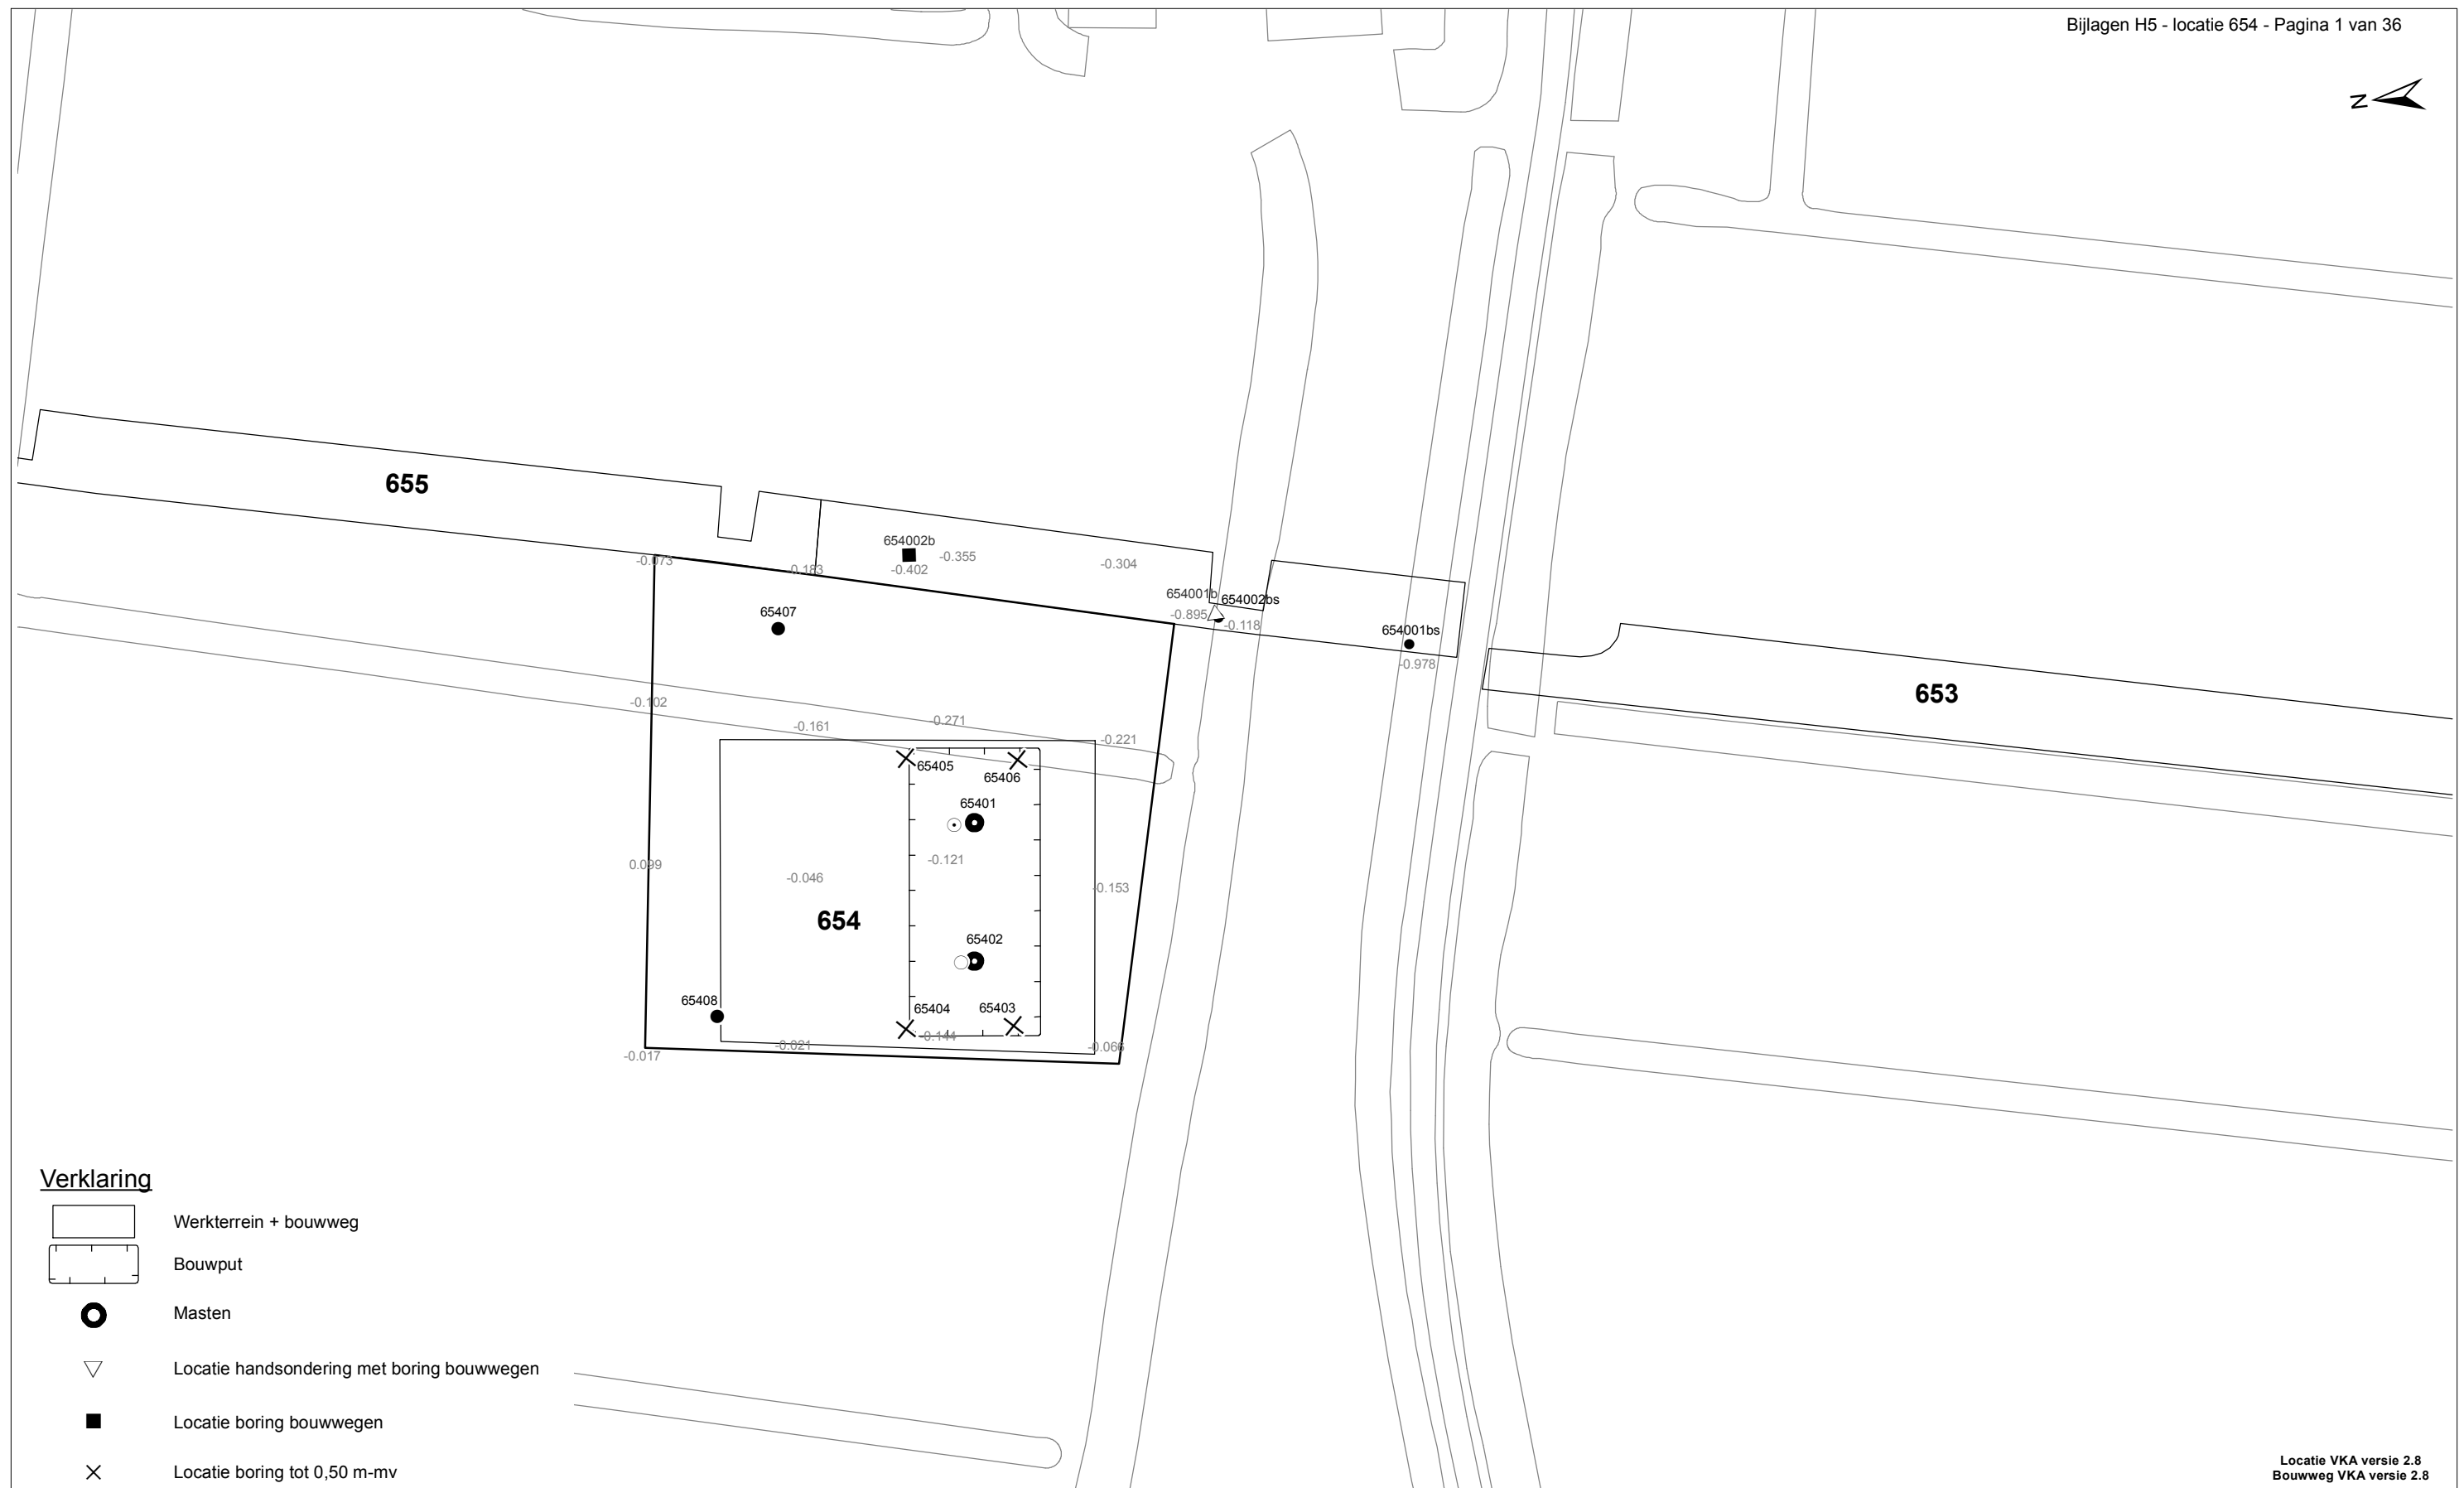 Bijlagen H5 - locatie 654 - Pagina 1 van 36
N
655
654002b
-0.355
-0.402
-0.304
-0.073
-0.183
65407
654001b
654002bs
-0.895
-0.118
654001bs
-0.978
653
-0.102
-0.161
-0.271
-0.221
65405
65406
65401
-0.121
0.099
-0.046
-0.153
654
65402
65408
65404
65403
-0.144
-0.021
-0.066
-0.017
Verklaring
Werkterrein + bouwweg
Bouwput
Masten
Locatie handsondering met boring bouwwegen
Locatie boring bouwwegen
Locatie boring tot 0,50 m-mv
Locatie VKA versie 2.8
Bouwweg VKA versie 2.8